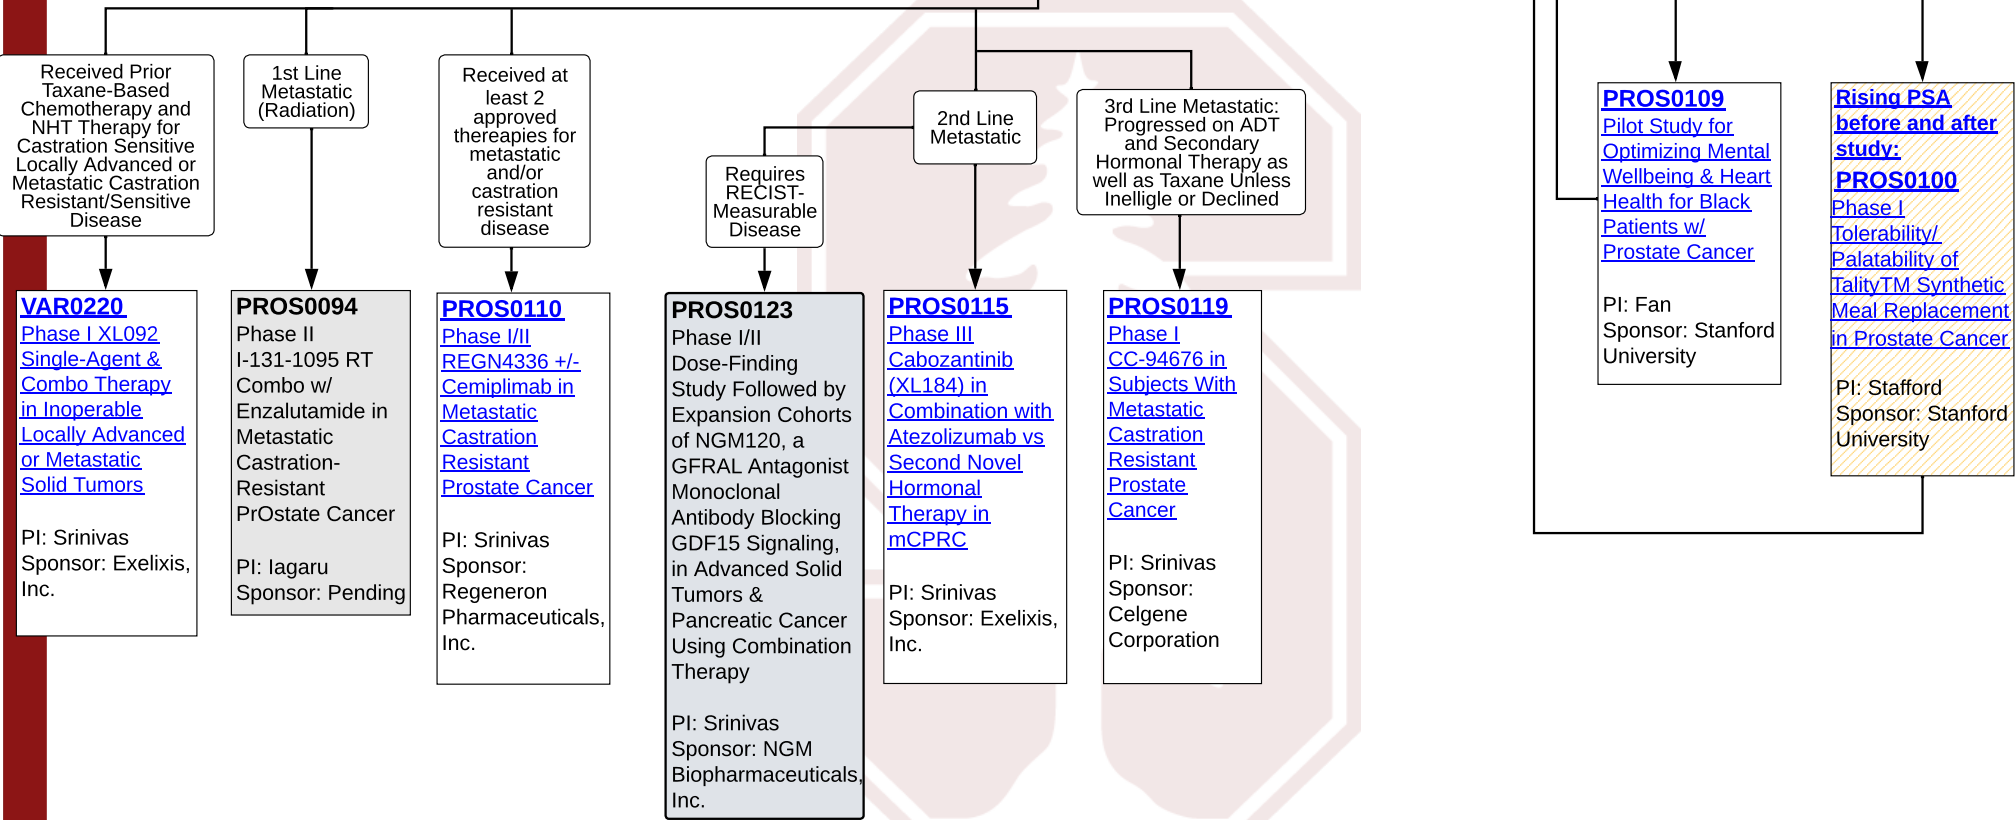 Received Prior
Taxane-Based
Chemotherapy and
NHT Therapy for
Castration Sensitive
Locally Advanced or
Metastatic Castration
Resistant/Sensitive
Disease
1st Line
Metastatic
(Radiation)
Received at
least 2
approved
thereapies for
metastatic
and/or
castration
resistant
disease
2nd Line
Metastatic
Requires
RECIST-
Measurable
Disease
3rd Line Metastatic:
Progressed on ADT
and Secondary
Hormonal Therapy as
well as Taxane Unless
Inelligle or Declined
VAR0220
Phase I XL092
Single-Agent &
Combo Therapy
in Inoperable
Locally Advanced
or Metastatic
Solid Tumors
PI: Srinivas
Sponsor: Exelixis,
Inc.
PROS0094
Phase II
I-131-1095 RT
Combo w/
Enzalutamide in
Metastatic
Castration-
Resistant
PrOstate Cancer
PI: Iagaru
Sponsor: Pending
PROS0110
Phase I/II
REGN4336 +/-
Cemiplimab in
Metastatic
Castration
Resistant
Prostate Cancer
PI: Srinivas
Sponsor:
Regeneron
Pharmaceuticals,
Inc.
PROS0123
Phase I/II
Dose-Finding
Study Followed by
Expansion Cohorts
of NGM120, a
GFRAL Antagonist
Monoclonal
Antibody Blocking
GDF15 Signaling,
in Advanced Solid
Tumors &
Pancreatic Cancer
Using Combination
Therapy
PI: Srinivas
Sponsor: NGM
Biopharmaceuticals,
Inc.
PROS0115
Phase III
Cabozantinib
(XL184) in
Combination with
Atezolizumab vs
Second Novel
Hormonal
Therapy in
mCPRC
PI: Srinivas
Sponsor: Exelixis,
Inc.
PROS0119
Phase I
CC-94676 in
Subjects With
Metastatic
Castration
Resistant
Prostate
Cancer
PI: Srinivas
Sponsor:
Celgene
Corporation
PROS0109
Pilot Study for
Optimizing Mental
Wellbeing & Heart
Health for Black
Patients w/
Prostate Cancer
PI: Fan
Sponsor: Stanford
University
Rising PSA
before and after
study:
PROS0100
Phase I
Tolerability/
Palatability of
TalityTM Synthetic
Meal Replacement
in Prostate Cancer
PI: Stafford
Sponsor: Stanford
University